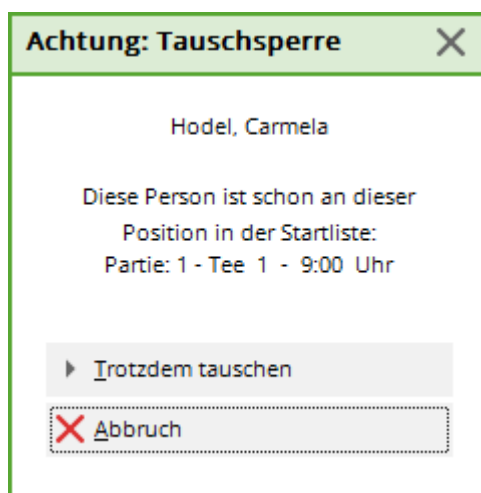 Achtung: Tauschsperre
Hodel, Carmela
Diese Person ist schon an dieser
Position in der Startliste:
Partie: 1 - Tee 1 - 9:00 Uhr
Trotzdem tauschen
Abbruch